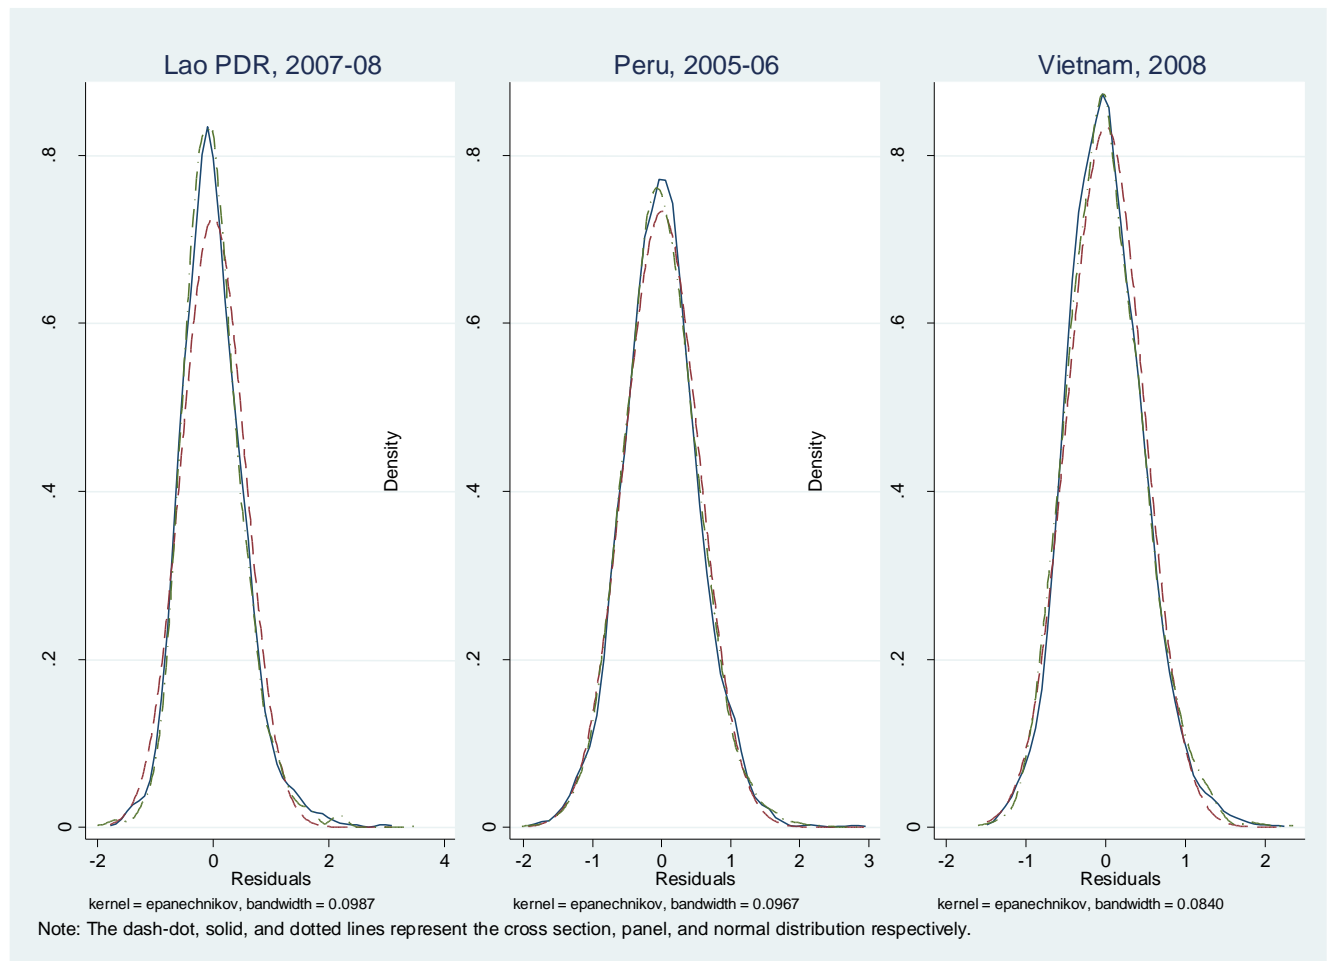 Lao PDR, 2007-08
.8
.6
.4
.2
0
-2 0 2 4
Residuals
kernel = epanechnikov, bandwidth = 0.0987
Density
Peru, 2005-06
.8
.6
.4
.2
0
-2 -1 0 1 2 3
Residuals
kernel = epanechnikov, bandwidth = 0.0967
Density
Vietnam, 2008
.8
.6
.4
.2
0
-2 -1 0 1 2
Residuals
kernel = epanechnikov, bandwidth = 0.0840
Note: The dash-dot, solid, and dotted lines represent the cross section, panel, and normal distribution respectively.